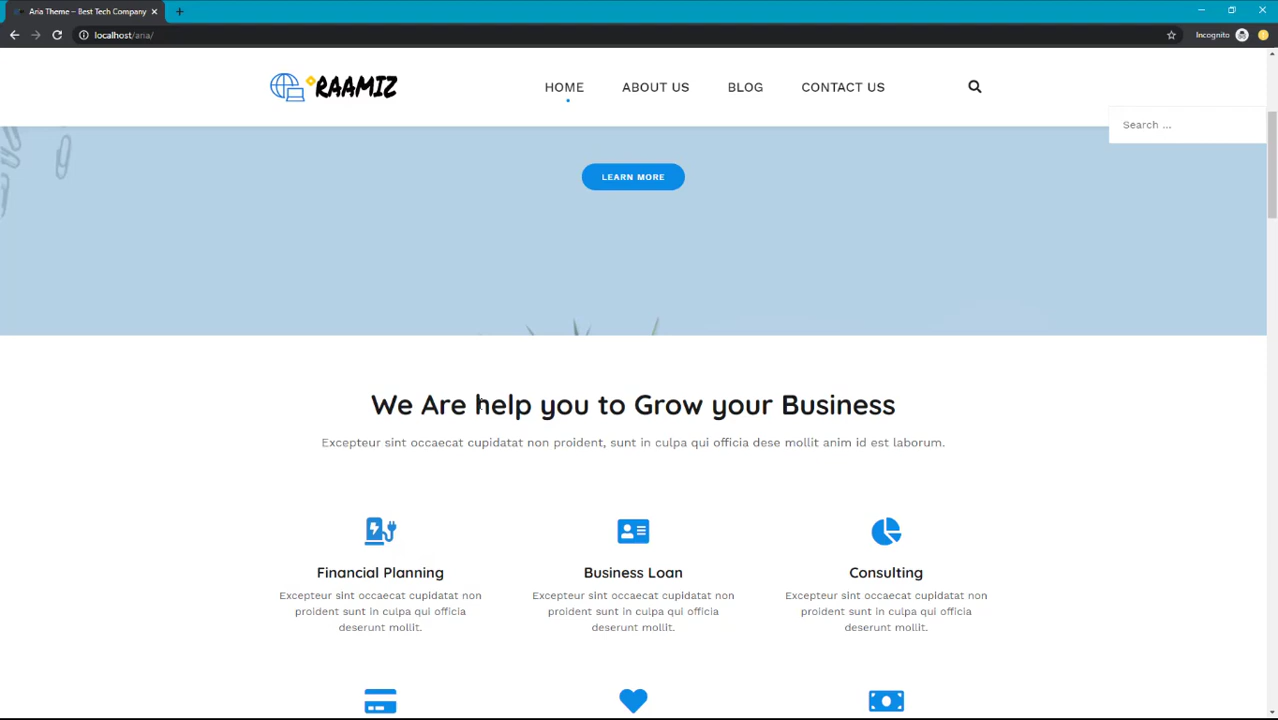 Aria Theme – Best Tech Company
localhost/aria/
Incognito
RAAMIZ
HOME
ABOUT US
BLOG
CONTACT US
Search ...
LEARN MORE
We Are help you to Grow your Business
Excepteur sint occaecat cupidatat non proident, sunt in culpa qui officia dese mollit anim id est laborum.
Financial Planning
Excepteur sint occaecat cupidatat non
proident sunt in culpa qui officia
deserunt mollit.
Business Loan
Excepteur sint occaecat cupidatat non
proident sunt in culpa qui officia
deserunt mollit.
Consulting
Excepteur sint occaecat cupidatat non
proident sunt in culpa qui officia
deserunt mollit.